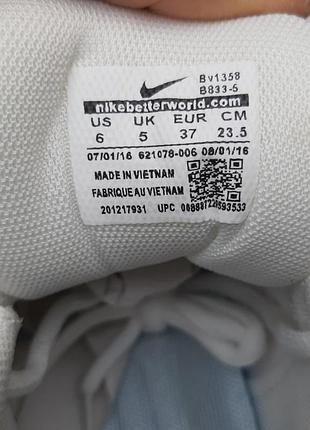 Bv1358
B833-5
nikebetterworld.com
US UK EUR CM
6 5 37 23.5
07/01/16 621078-006 08/01/16
MADE IN VIETNAM
FABRIQUE AU VIETNAM
201217931 UPC